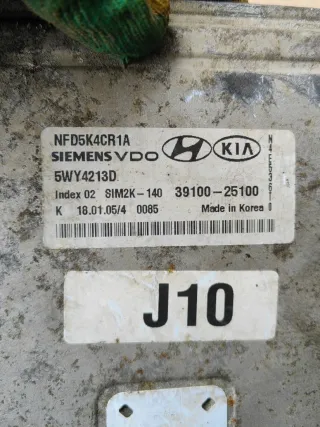 NFD5K4CR1A
SIEMENS VDO
HYUNDAI
KIA
5WY4213D
Index 02 SIM2K-140 39100-25100
K 18.01.05/4 0085 Made in Korea
J10